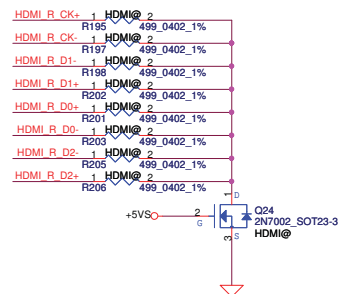 HDMI_R_CK+ 1 HDMI@ 2
R195 499_0402_1%
HDMI_R_CK- 1 HDMI@ 2
R197 499_0402_1%
HDMI_R_D1- 1 HDMI@ 2
R198 499_0402_1%
HDMI_R_D1+ 1 HDMI@ 2
R202 499_0402_1%
HDMI_R_D0+ 1 HDMI@ 2
R201 499_0402_1%
HDMI_R_D0- 1 HDMI@ 2
R203 499_0402_1%
HDMI_R_D2- 1 HDMI@ 2
R205 499_0402_1%
HDMI_R_D2+ 1 HDMI@ 2
R206 499_0402_1%
1 D
+5VS 2 G Q24
2N7002_SOT23-3
3 S HDMI@